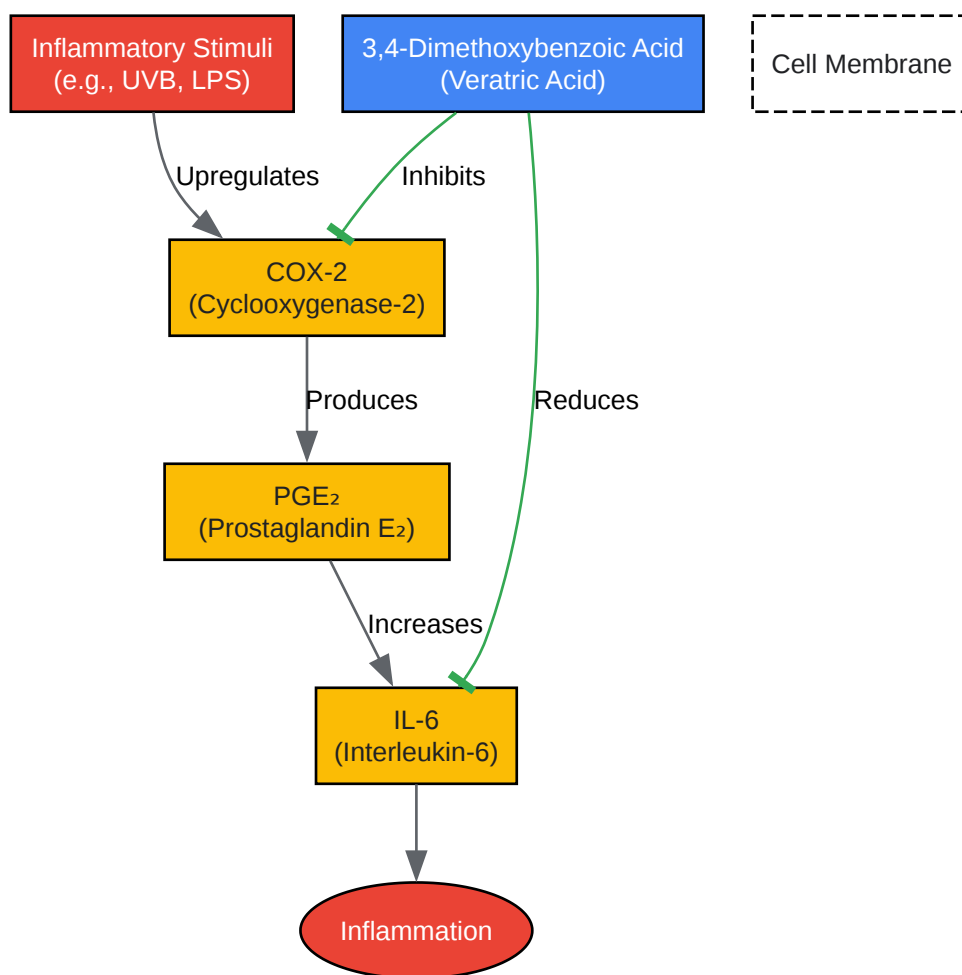 Inflammatory Stimuli
(e.g., UVB, LPS)
3,4-Dimethoxybenzoic Acid
(Veratric Acid)
Cell Membrane
Upregulates
Inhibits
COX-2
(Cyclooxygenase-2)
Produces
Reduces
PGE₂
(Prostaglandin E₂)
Increases
IL-6
(Interleukin-6)
Inflammation